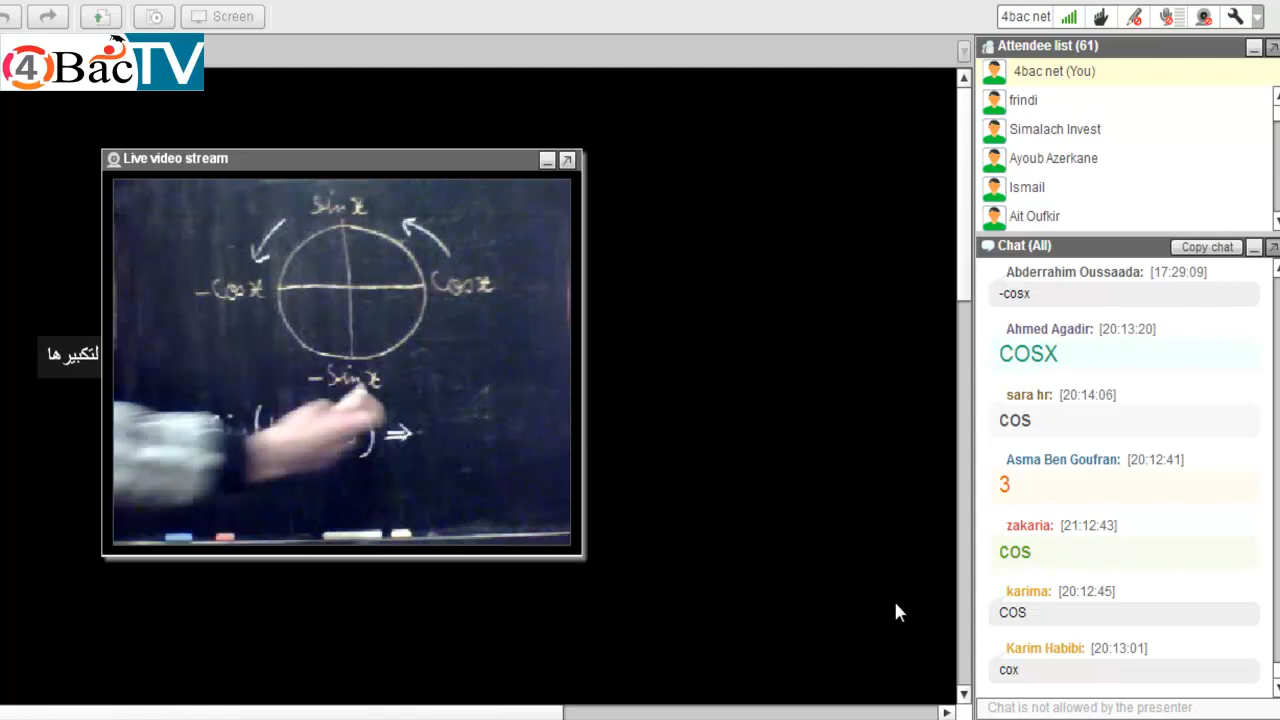 Screen
4bac net
4BacTV
Attendee list (61)
4bac net (You)
frindi
Simalach Invest
Ayoub Azerkane
Ismail
Ait Oufkir
Live video stream
sin x
-Cosx
Cosx
- Sin x
⇒
لتكبيرها
Chat (All)
Copy chat
Abderrahim Oussaada: [17:29:09]
-cosx
Ahmed Agadir: [20:13:20]
COSX
sara hr: [20:14:06]
COS
Asma Ben Goufran: [20:12:41]
3
zakaria: [21:12:43]
COS
karima: [20:12:45]
COS
Karim Habibi: [20:13:01]
cox
Chat is not allowed by the presenter